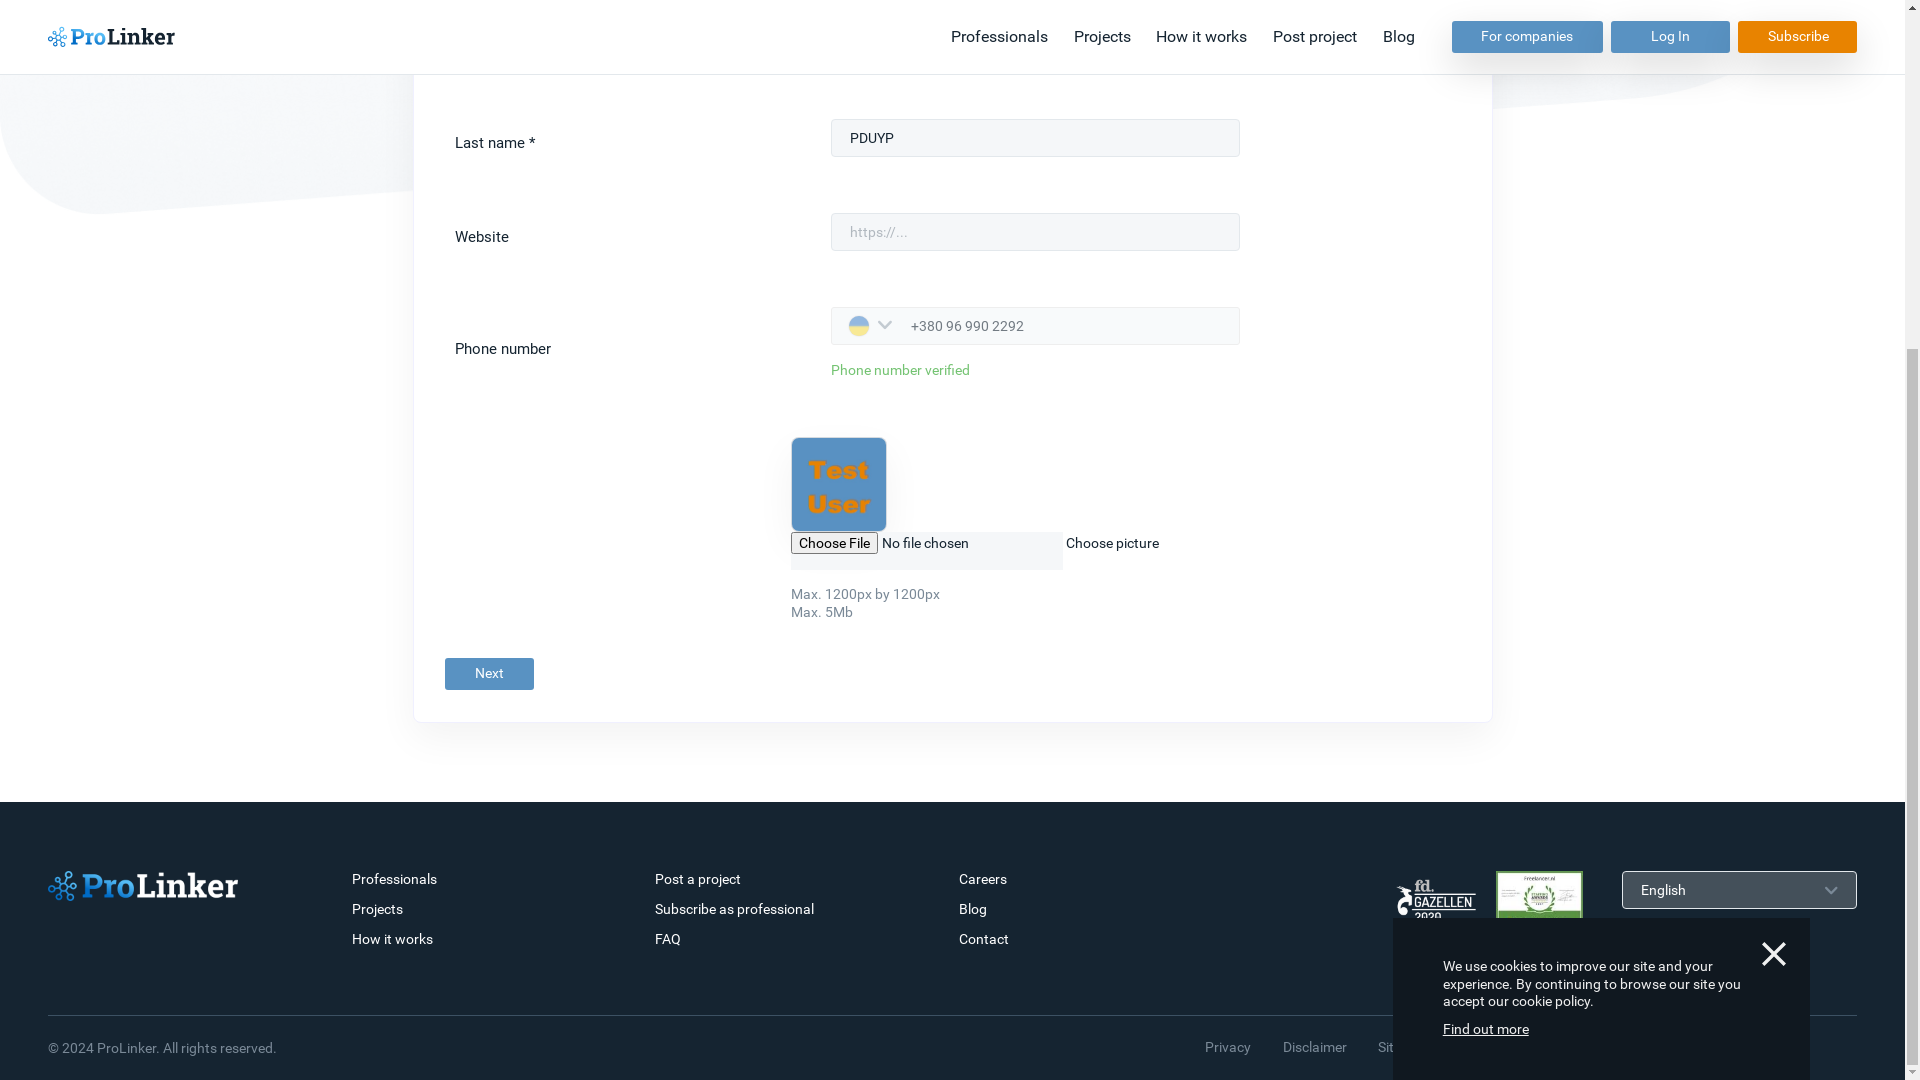 ProLinker
Professionals
Projects
How it works
Post project
Blog
For companies
Log In
Subscribe
Last name *
PDUYP
Website
https://...
Phone number
+380 96 990 2292
Phone number verified
Test
User
Choose File No file chosen
Choose picture
Max. 1200px by 1200px
Max. 5Mb
Next
ProLinker
Professionals
Projects
How it works
Post a project
Subscribe as professional
FAQ
Careers
Blog
Contact
fd.
GAZELLEN
2020
Freelancer.nl
English
We use cookies to improve our site and your
experience. By continuing to browse our site you
accept our cookie policy.
Find out more
© 2024 ProLinker. All rights reserved.
Privacy
Disclaimer
Sit